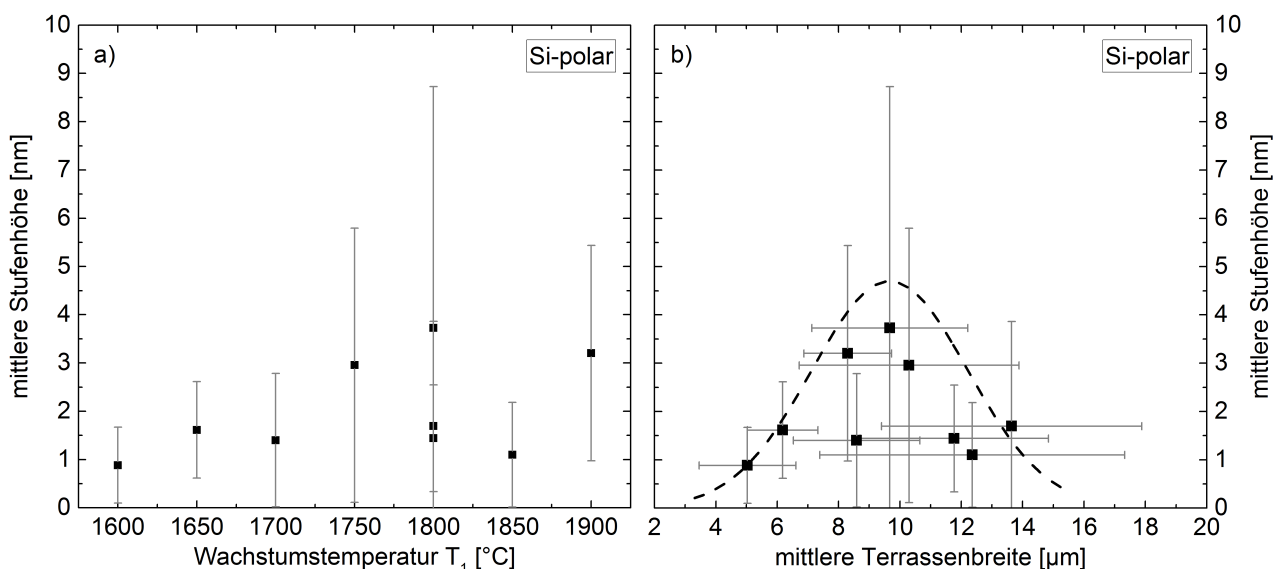 a)
Si-polar
mittlere Stufenhöhe [nm]
10
9
8
7
6
5
4
3
2
1
0
1600 1650 1700 1750 1800 1850 1900
Wachstumstemperatur T₁ [°C]
b)
Si-polar
10
9
8
7
6
5
4
3
2
1
0
mittlere Stufenhöhe [nm]
2 4 6 8 10 12 14 16 18 20
mittlere Terrassenbreite [µm]